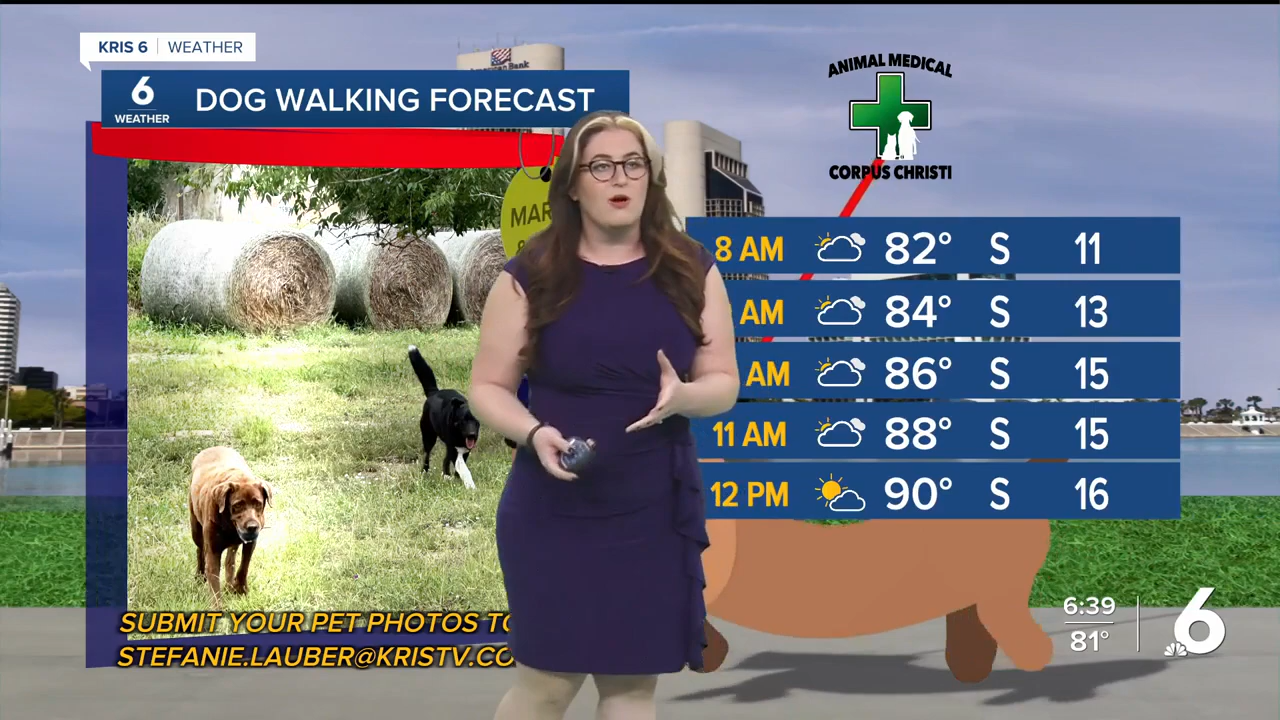 KRIS 6 WEATHER
6
WEATHER
DOG WALKING FORECAST
ANIMAL MEDICAL
CORPUS CHRISTI
MAR
8 AM 82° S 11
AM 84° S 13
AM 86° S 15
11 AM 88° S 15
12 PM 90° S 16
SUBMIT YOUR PET PHOTOS TO
STEFANIE.LAUBER@KRISTV.CO
6:39
81°
6